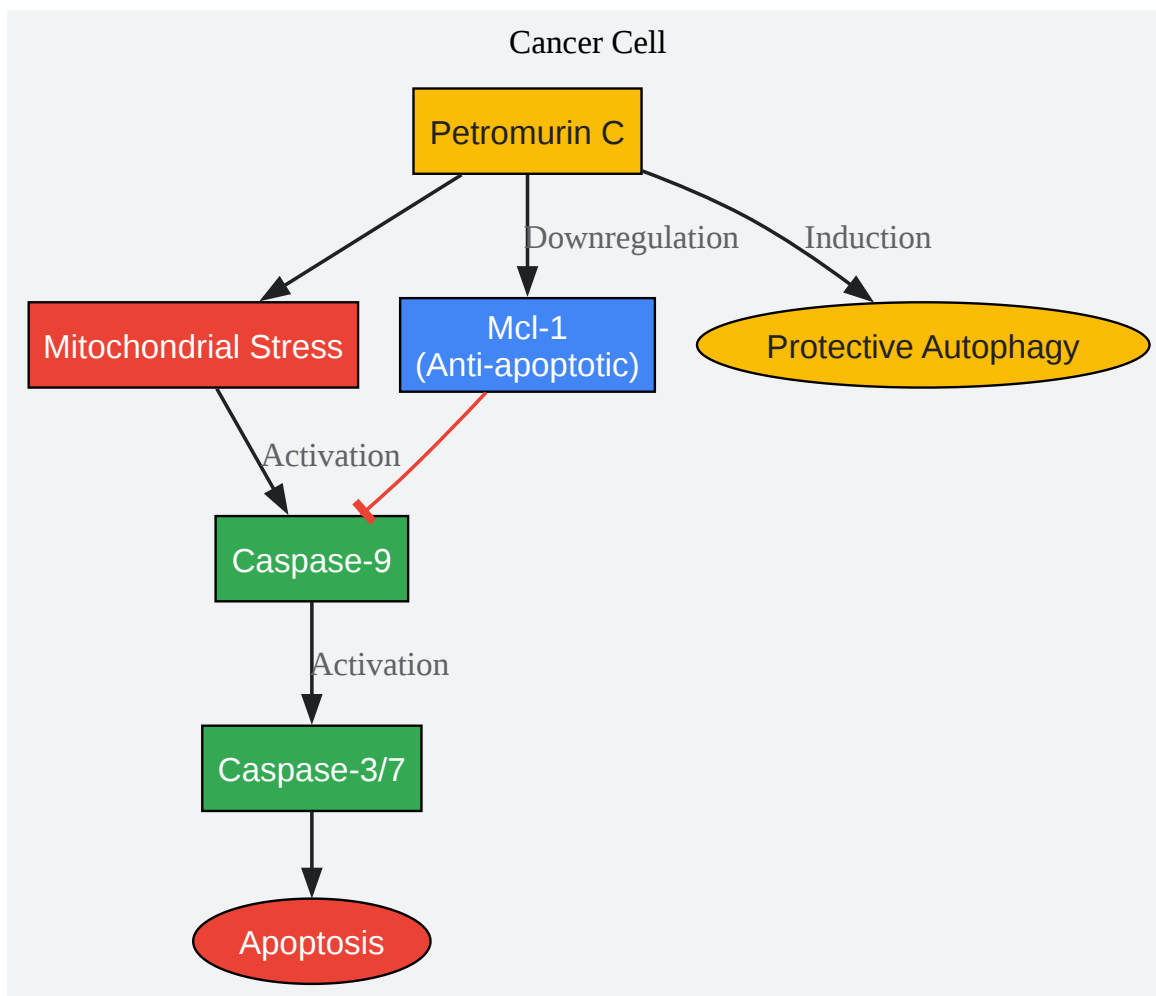 Cancer Cell
Petromurin C
Downregulation
Induction
Mitochondrial Stress
Mcl-1
(Anti-apoptotic)
Protective Autophagy
Activation
Caspase-9
Activation
Caspase-3/7
Apoptosis